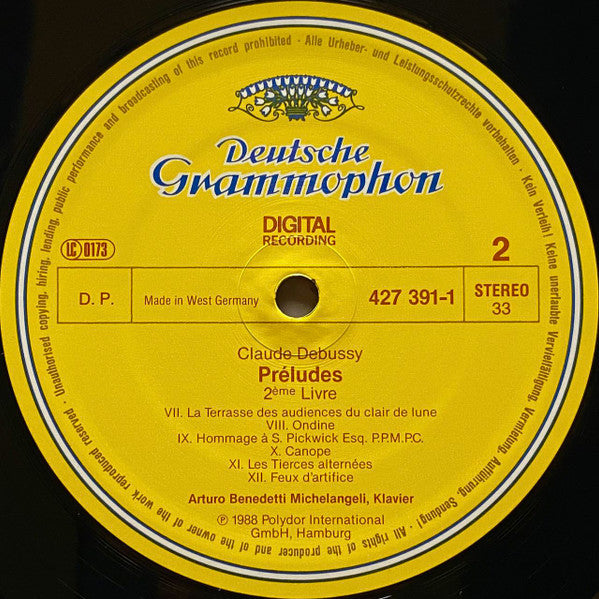 Unauthorised copying, hiring, lending, public performance and broadcasting of this record prohibited · Alle Urheber- und Leistungsschutzrechte vorbehalten · Kein Verleih! Keine unerlaubte Vervielfältigung, Vermietung, Aufführung, Sendung! · All rights of the producer and of the owner of the work reproduced reserved ·
Deutsche
Grammophon
DIGITAL
RECORDING
LC 0173
2
D. P.
Made in West Germany
427 391-1
STEREO
33
Claude Debussy
Préludes
2ème Livre
VII. La Terrasse des audiences du clair de lune
VIII. Ondine
IX. Hommage à S. Pickwick Esq. P.P.M.P.C.
X. Canope
XI. Les Tierces alternées
XII. Feux d'artifice
Arturo Benedetti Michelangeli, Klavier
℗ 1988 Polydor International
GmbH, Hamburg